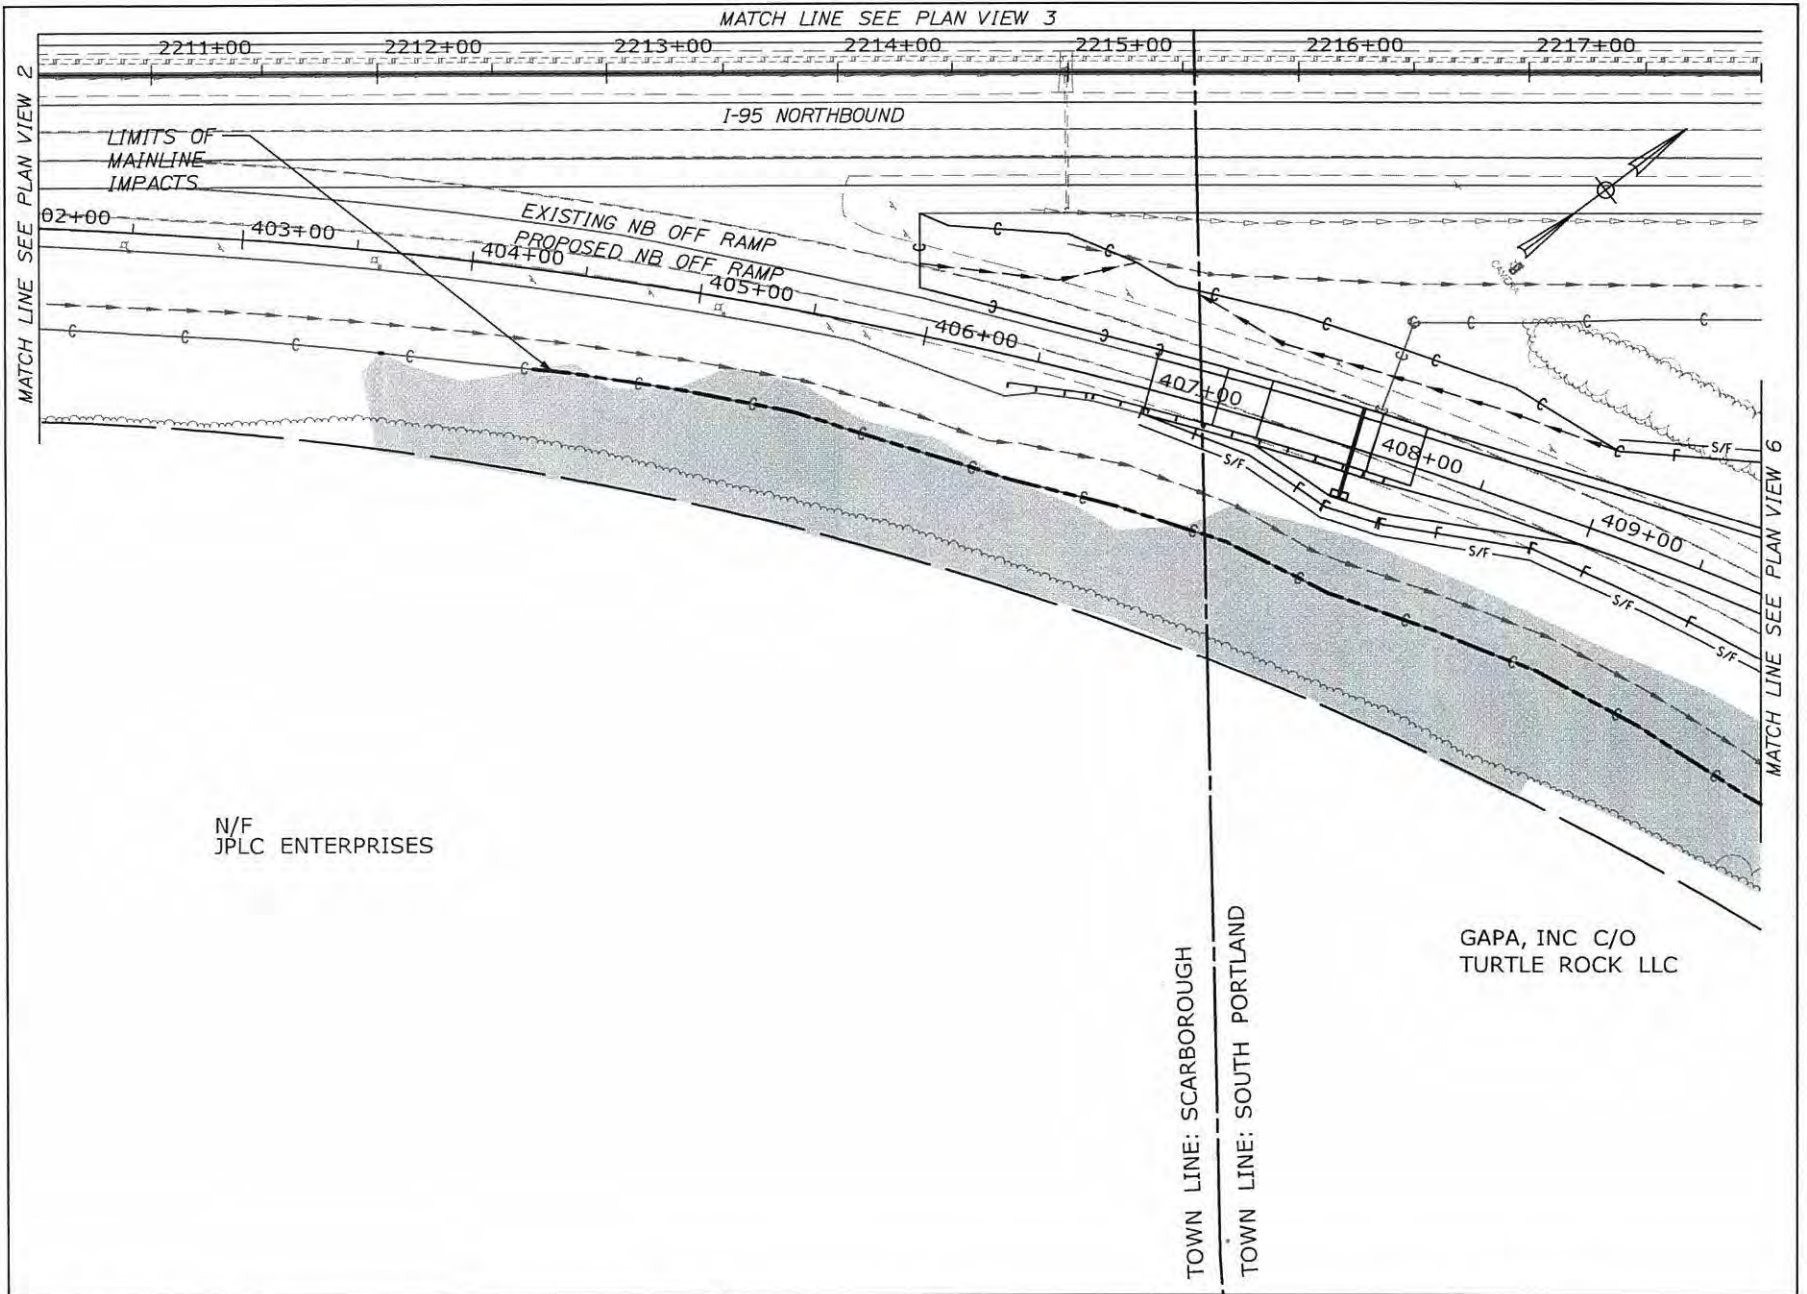 MATCH LINE SEE PLAN VIEW 3
2211+00 2212+00 2213+00 2214+00 2215+00 2216+00 2217+00
MATCH LINE SEE PLAN VIEW 2
I-95 NORTHBOUND
LIMITS OF
MAINLINE
IMPACTS
EXISTING NB OFF RAMP
PROPOSED NB OFF RAMP
02+00 403+00 404+00 405+00 406+00 407+00 408+00 409+00
CAMERA
S/F
S/F
S/F
S/F
S/F
MATCH LINE SEE PLAN VIEW 6
N/F
JPLC ENTERPRISES
TOWN LINE: SCARBOROUGH
TOWN LINE: SOUTH PORTLAND
GAPA, INC C/O
TURTLE ROCK LLC